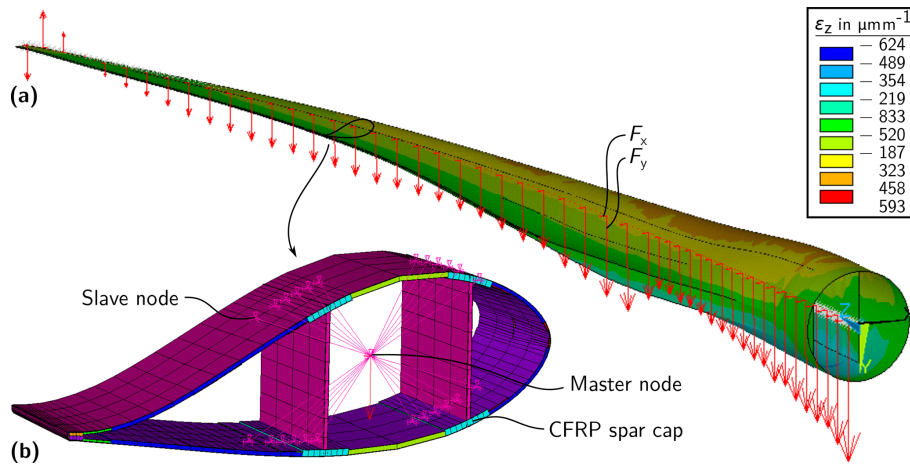 (a)
εz in μmm-1
– 624
– 489
– 354
– 219
– 833
– 520
– 187
323
458
593
Fx
Fy
Z
Y
Slave node
Master node
CFRP spar cap
(b)